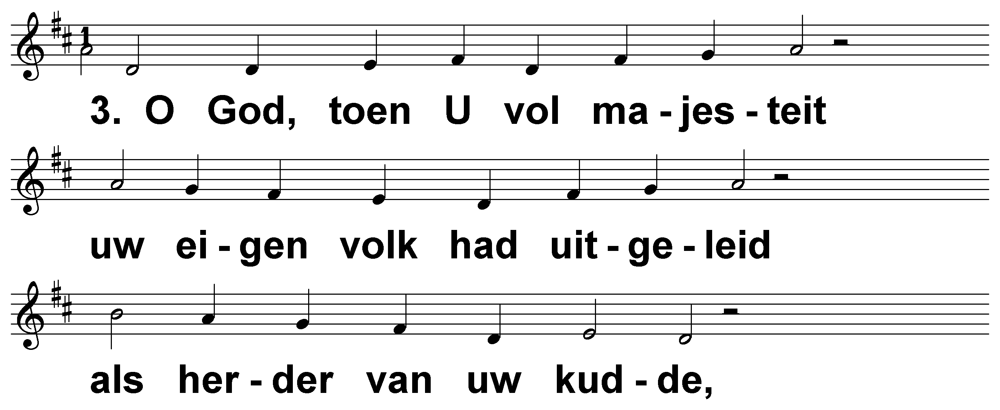 1
3. O God, toen U vol ma - jes - teit
uw ei - gen volk had uit - ge - leid
als her - der van uw kud - de,